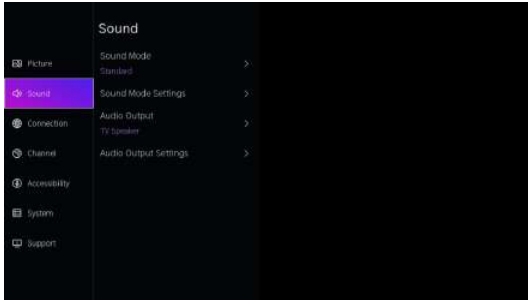 Sound
Picture
Sound
Connection
Channel
Accessibility
System
Support
Sound Mode
Standard
Sound Mode Settings
Audio Output
TV Speaker
Audio Output Settings